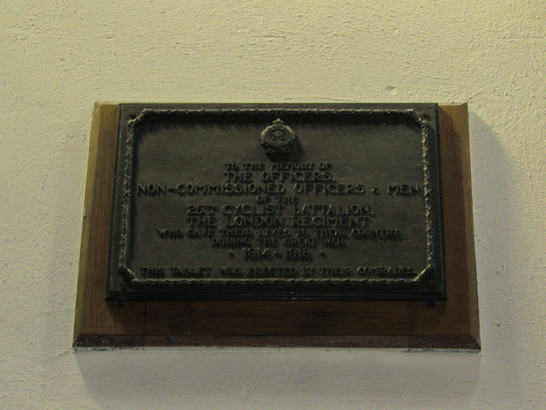 TO THE MEMORY OF
THE OFFICERS,
NON-COMMISSIONED OFFICERS & MEN
OF THE
25TH CYCLIST BATTALION,
THE LONDON REGIMENT
WHO GAVE THEIR LIVES TO THEIR COUNTRY
DURING THE GREAT WAR
• 1914 - 1918 •
THIS TABLET WAS ERECTED BY THEIR COMRADES.